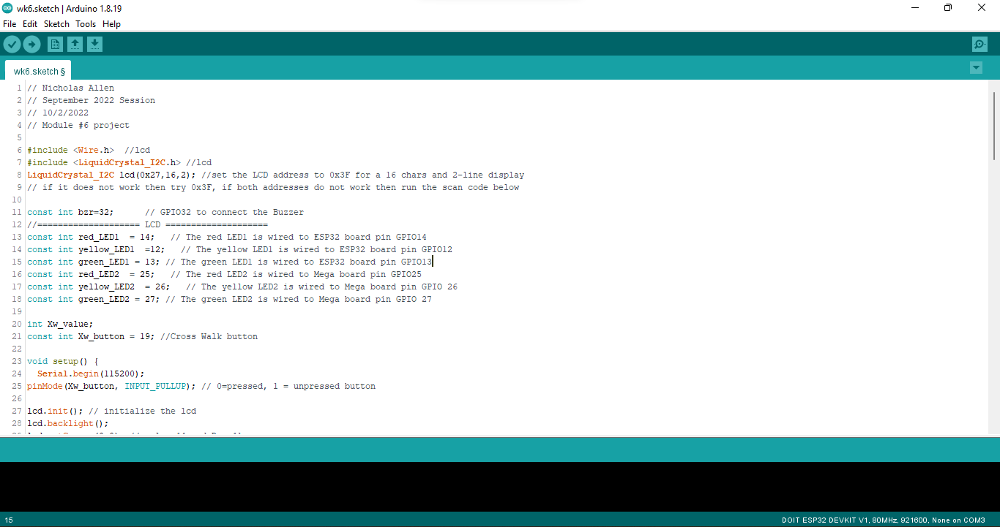 wk6.sketch | Arduino 1.8.19
File Edit Sketch Tools Help
wk6.sketch §
1 // Nicholas Allen
2 // September 2022 Session
3 // 10/2/2022
4 // Module #6 project
5
6 #include <Wire.h>  //lcd
7 #include <LiquidCrystal_I2C.h> //lcd
8 LiquidCrystal_I2C lcd(0x27,16,2); //set the LCD address to 0x3F for a 16 chars and 2-line display
9 // if it does not work then try 0x3F, if both addresses do not work then run the scan code below
10
11 const int bzr=32;      // GPIO32 to connect the Buzzer
12 //==================== LCD ====================
13 const int red_LED1  = 14;   // The red LED1 is wired to ESP32 board pin GPIO14
14 const int yellow_LED1  =12;   // The yellow LED1 is wired to ESP32 board pin GPIO12
15 const int green_LED1 = 13; // The green LED1 is wired to ESP32 board pin GPIO13
16 const int red_LED2  = 25;   // The red LED2 is wired to Mega board pin GPIO25
17 const int yellow_LED2  = 26;   // The yellow LED2 is wired to Mega board pin GPIO 26
18 const int green_LED2 = 27; // The green LED2 is wired to Mega board pin GPIO 27
19
20 int Xw_value;
21 const int Xw_button = 19; //Cross Walk button
22
23 void setup() {
24   Serial.begin(115200);
25 pinMode(Xw_button, INPUT_PULLUP); // 0=pressed, 1 = unpressed button
26
27 lcd.init(); // initialize the lcd
28 lcd.backlight();
15
DOIT ESP32 DEVKIT V1, 80MHz, 921600, None on COM3